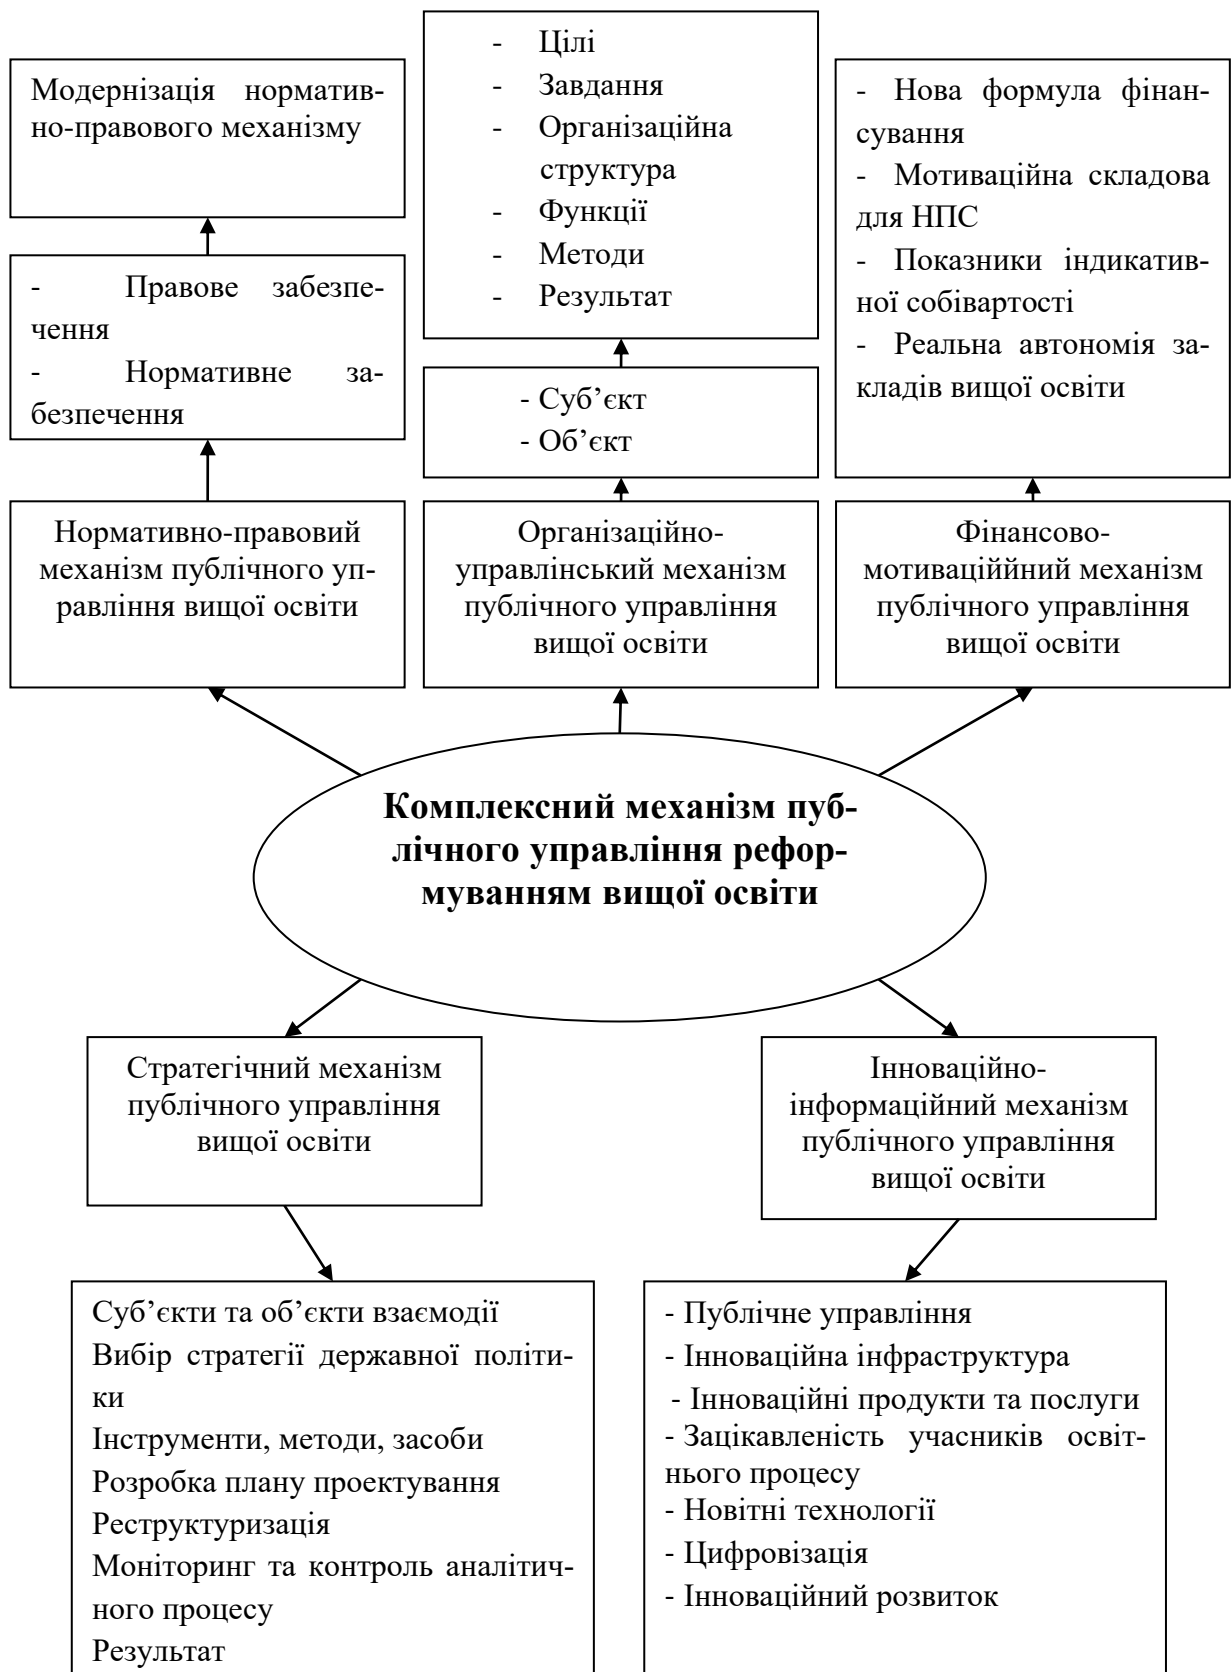 Модернізація норматив-
но-правового механізму
- Правове забезпе-
чення
- Нормативне за-
безпечення
Нормативно-правовий
механізм публічного уп-
равління вищої освіти
- Цілі
- Завдання
- Організаційна
структура
- Функції
- Методи
- Результат
- Суб’єкт
- Об’єкт
Організаційно-
управлінський механізм
публічного управління
вищої освіти
- Нова формула фінан-
сування
- Мотиваційна складова
для НПС
- Показники індикатив-
ної собівартості
- Реальна автономія за-
кладів вищої освіти
Фінансово-
мотиваціййний механізм
публічного управління
вищої освіти
Комплексний механізм пуб-
лічного управління рефор-
муванням вищої освіти
Стратегічний механізм
публічного управління
вищої освіти
Інноваційно-
інформаційний механізм
публічного управління
вищої освіти
Суб’єкти та об’єкти взаємодії
Вибір стратегії державної політи-
ки
Інструменти, методи, засоби
Розробка плану проектування
Реструктуризація
Моніторинг та контроль аналітич-
ного процесу
Результат
- Публічне управління
- Інноваційна інфраструктура
- Інноваційні продукти та послуги
- Зацікавленість учасників освіт-
нього процесу
- Новітні технології
- Цифровізація
- Інноваційний розвиток